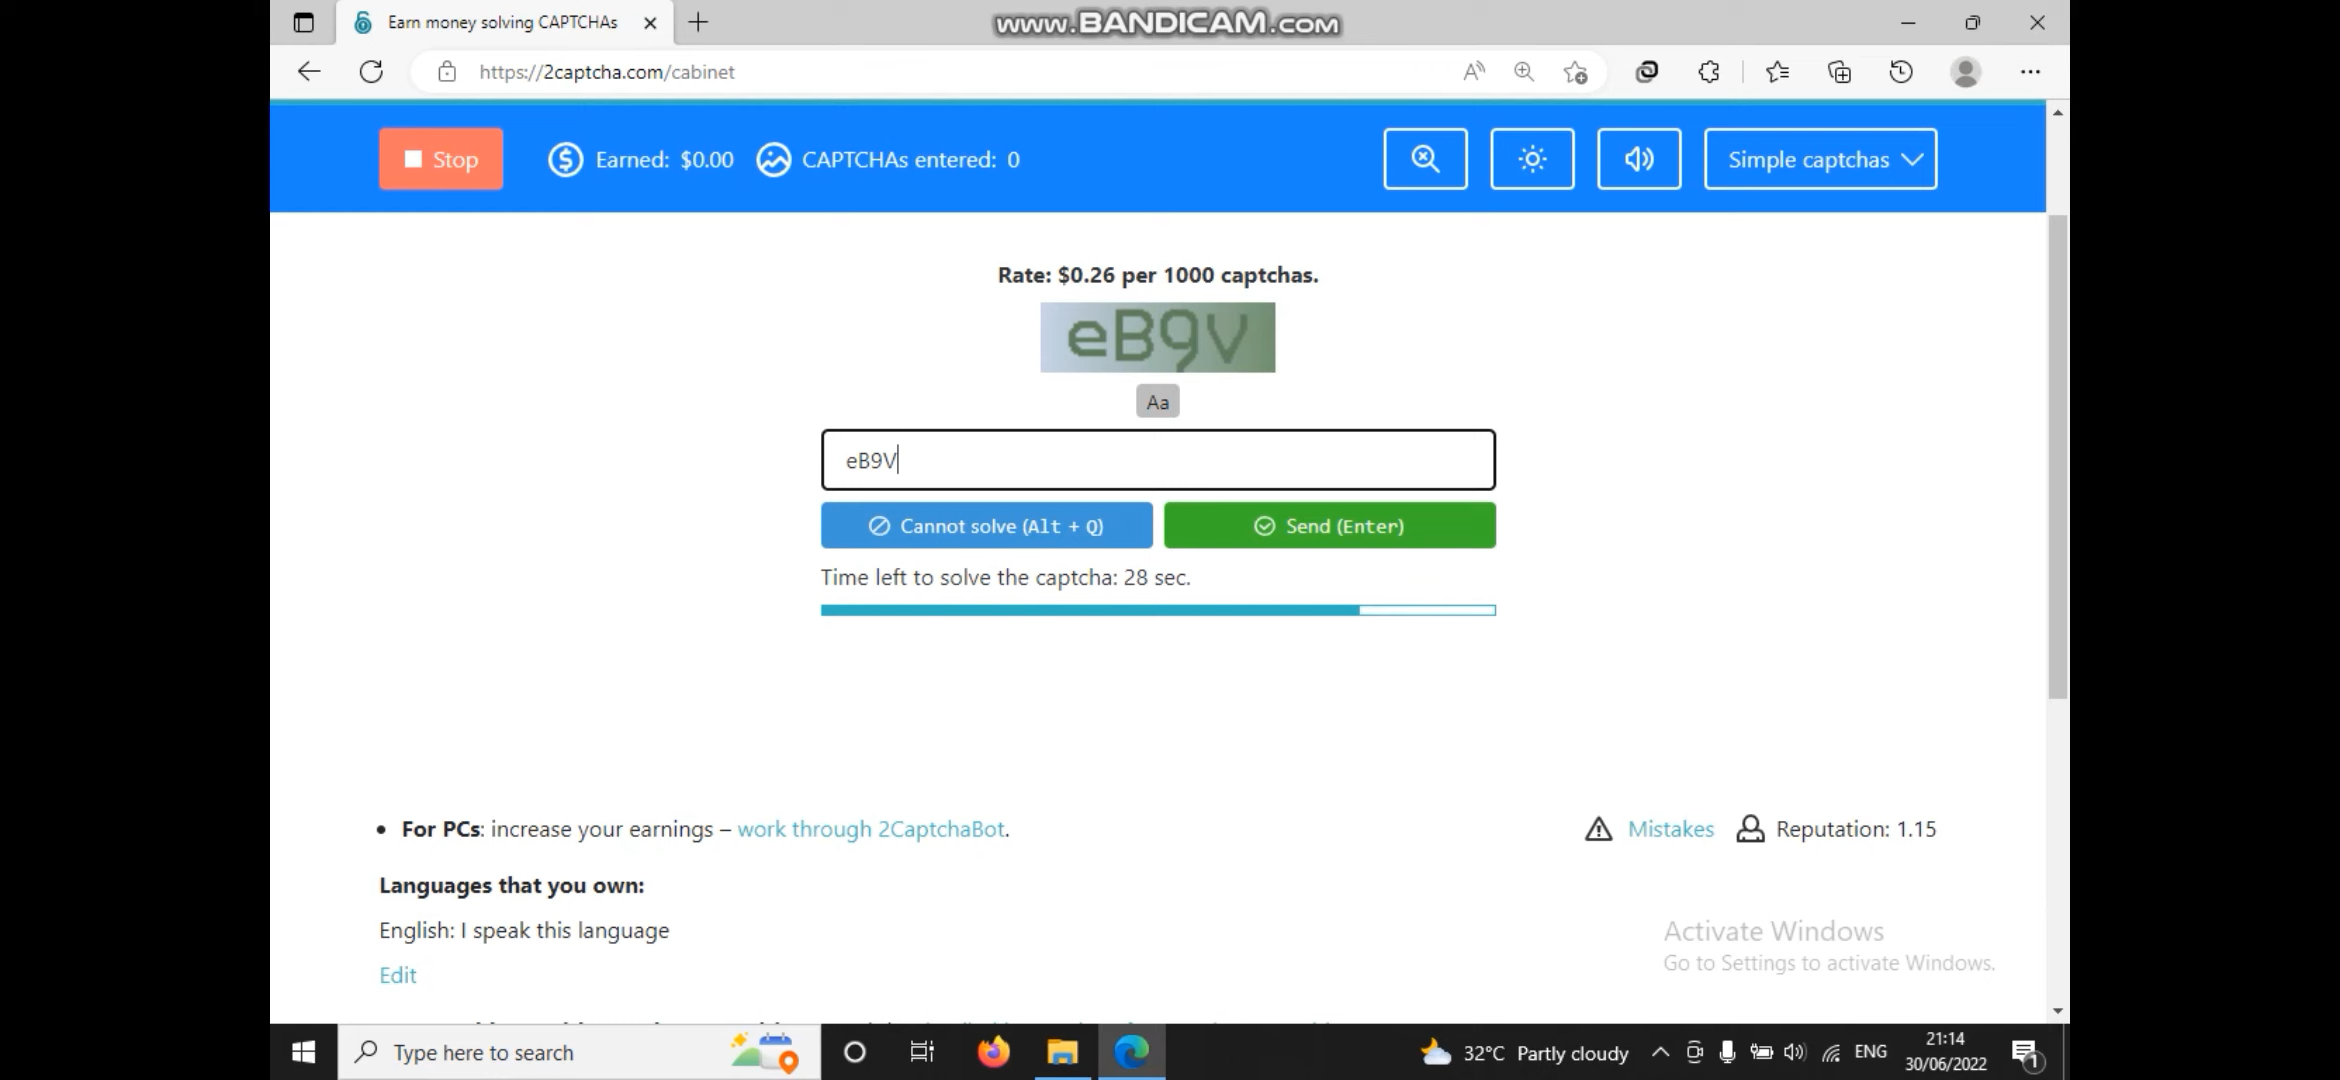 Earn money solving CAPTCHAs
www.BANDICAM.com
https://2captcha.com/cabinet
Stop
Earned: $0.00
CAPTCHAs entered: 0
Simple captchas
Rate: $0.26 per 1000 captchas.
eB9V
Aa
eB9V
Cannot solve (Alt + Q)
Send (Enter)
Time left to solve the captcha: 28 sec.
• For PCs: increase your earnings – work through 2CaptchaBot.
Mistakes
Reputation: 1.15
Languages that you own:
English: I speak this language
Edit
Activate Windows
Go to Settings to activate Windows.
Type here to search
32°C Partly cloudy
ENG
21:14
30/06/2022
1